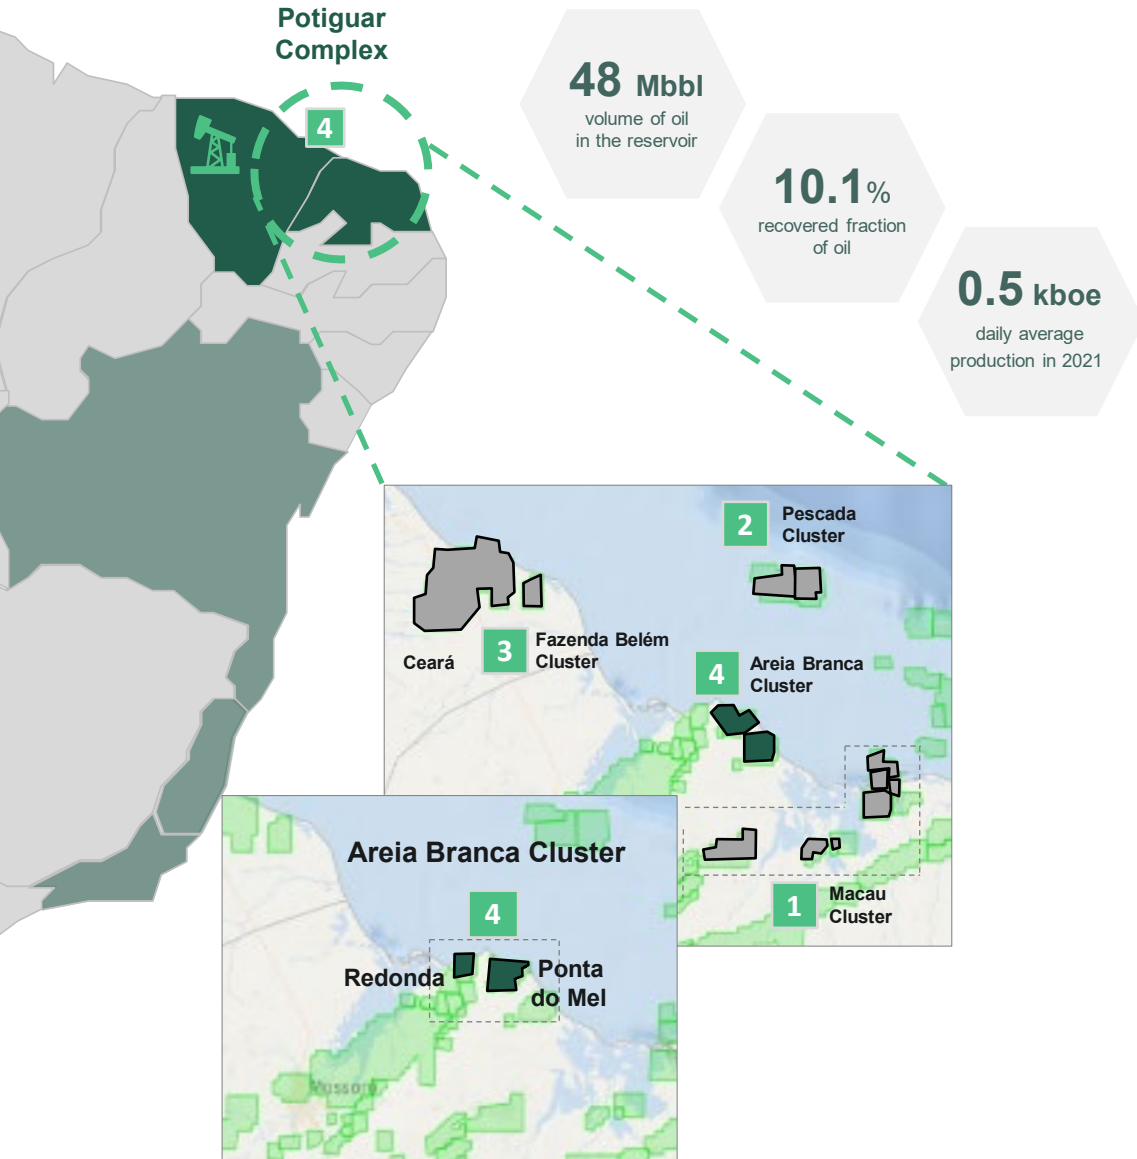 Potiguar
Complex
4
48 Mbbl
volume of oil
in the reservoir
10.1%
recovered fraction
of oil
0.5 kboe
daily average
production in 2021
2
Pescada
Cluster
3
Fazenda Belém
Cluster
Ceará
4
Areia Branca
Cluster
1
Macau
Cluster
Areia Branca Cluster
4
Redonda
Ponta
do Mel
Mossoró